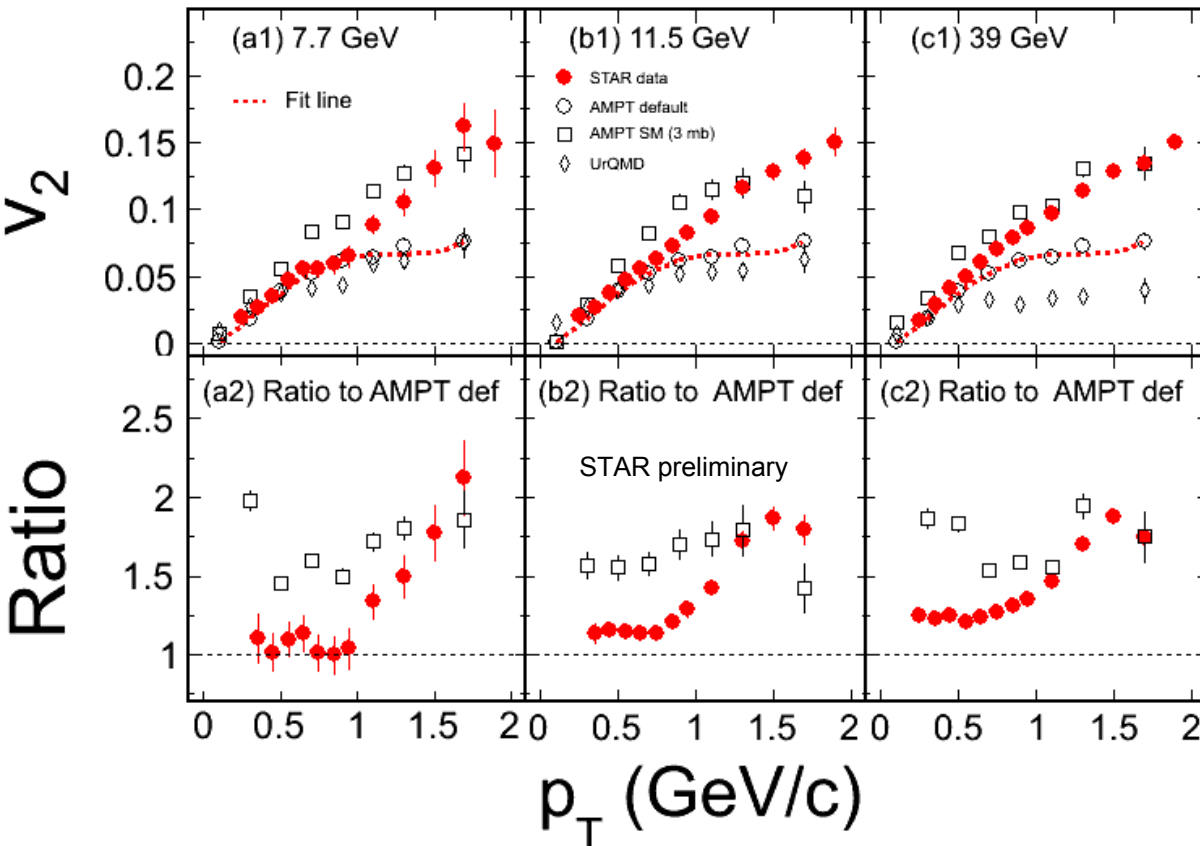 (a1) 7.7 GeV
(b1) 11.5 GeV
(c1) 39 GeV
Fit line
STAR data
AMPT default
AMPT SM (3 mb)
UrQMD
v2
0.2
0.15
0.1
0.05
0
(a2) Ratio to AMPT def
(b2) Ratio to AMPT def
(c2) Ratio to AMPT def
STAR preliminary
Ratio
2.5
2
1.5
1
0 0.5 1 1.5 2
0 0.5 1 1.5 2
0 0.5 1 1.5 2
pT (GeV/c)